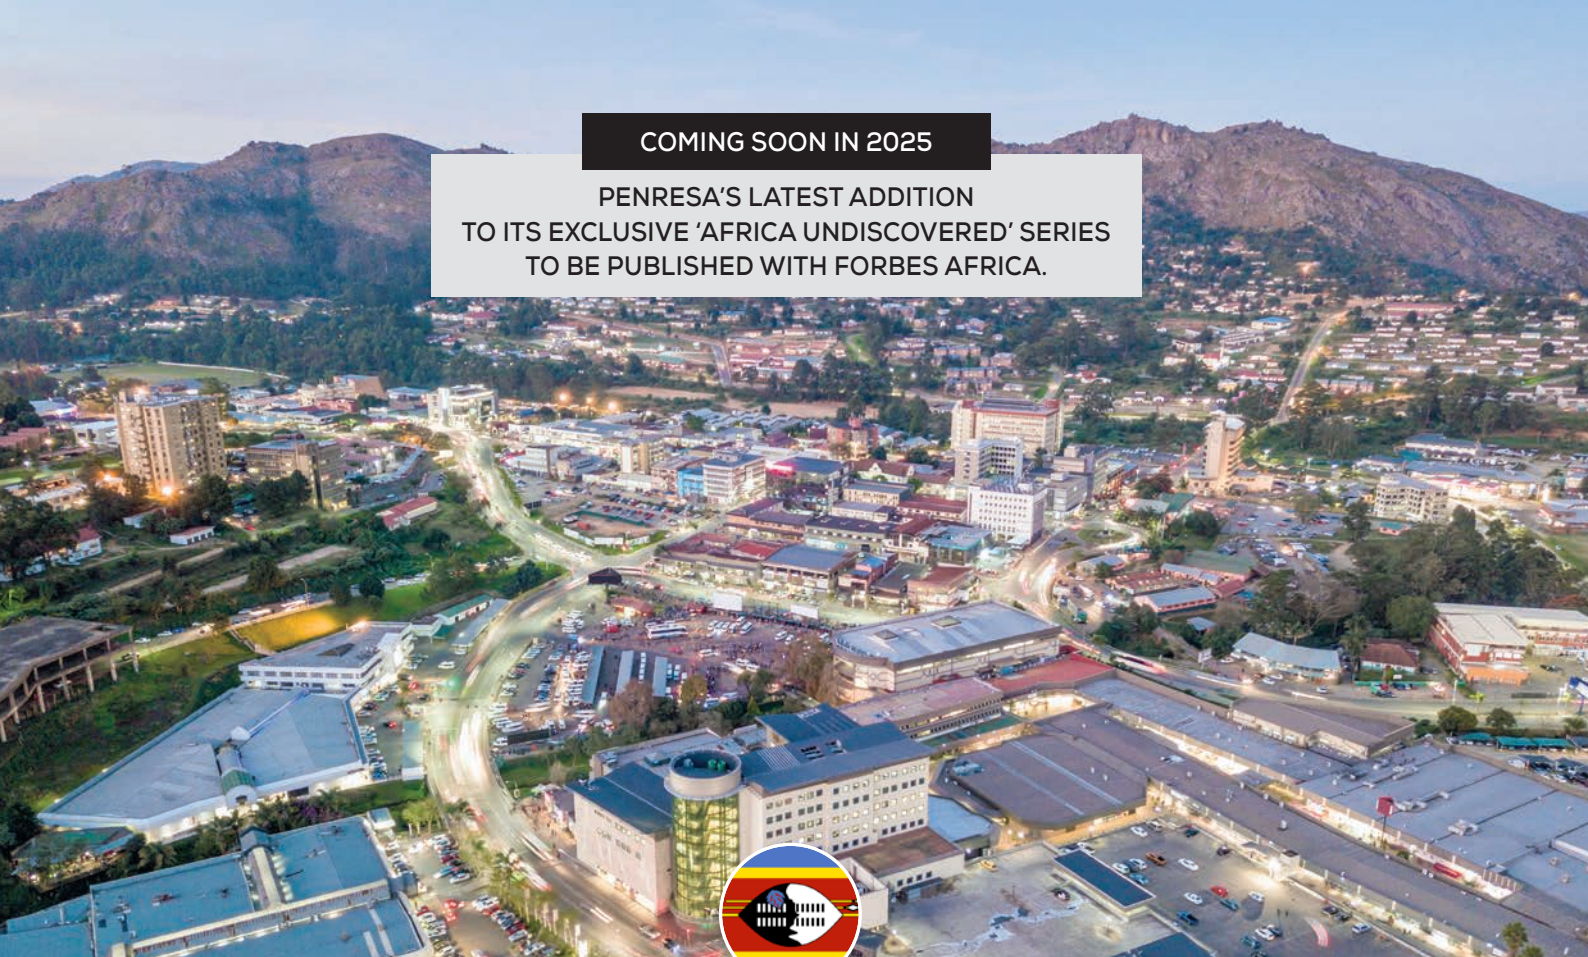 COMING SOON IN 2025
PENRESA'S LATEST ADDITION
TO ITS EXCLUSIVE ‘AFRICA UNDISCOVERED’ SERIES
TO BE PUBLISHED WITH FORBES AFRICA.